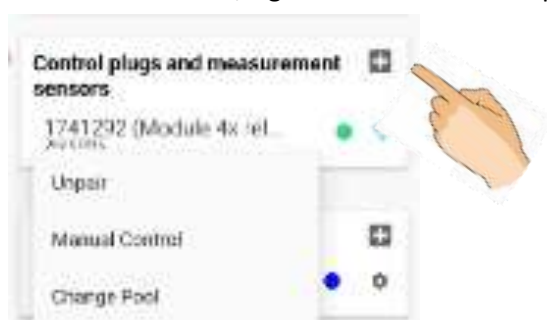 Control plugs and measurement
sensors
1741292 (Module 4x rel...
Unpair
Manual Control
Change Pool